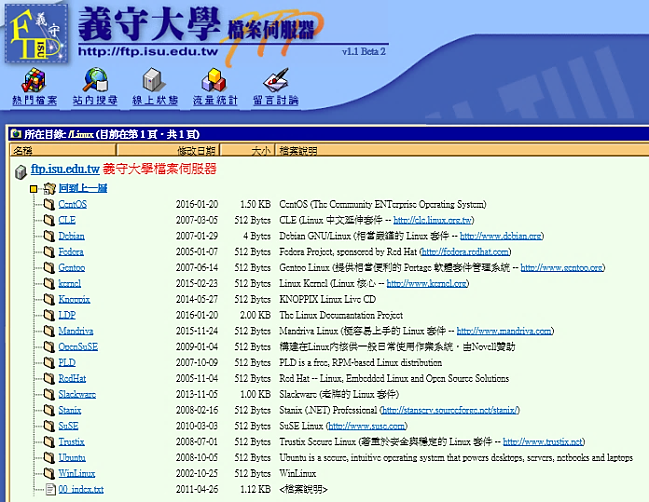 義守 FTP ISU
義守大學 檔案伺服器 FTP
http://ftp.isu.edu.tw
v1.1 Beta 2
熱門檔案 站內搜尋 線上狀態 流量統計 留言討論
所在目錄: /Linux (目前在第 1 頁,共 1 頁)
名稱 修改日期 大小 檔案說明
ftp.isu.edu.tw 義守大學檔案伺服器
回到上一層
CentOS 2016-01-20 1.50 KB CentOS (The Community ENTerprise Operating System)
CLE 2007-03-05 512 Bytes CLE (Linux 中文延伸套件 -- http://cle.linux.org.tw)
Debian 2007-01-29 4 Bytes Debian GNU/Linux (相當嚴謹的 Linux 套件 -- http://www.debian.org)
Fedora 2005-01-07 512 Bytes Fedora Project, sponsored by Red Hat (http://fedora.redhat.com)
Gentoo 2007-06-14 512 Bytes Gentoo Linux (提供相當便利的 Portage 軟體套件管理系統 -- http://www.gentoo.org)
kernel 2015-02-23 512 Bytes Linux Kernel (Linux 核心 -- http://www.kernel.org)
Knoppix 2014-05-27 512 Bytes KNOPPIX Linux Live CD
LDP 2016-01-20 2.00 KB The Linux Documantation Project
Mandriva 2015-11-24 512 Bytes Mandriva Linux (極容易上手的 Linux 套件 -- http://www.mandriva.com)
OpenSuSE 2009-01-04 512 Bytes 構建在Linux內核供一般日常使用作業系統,由Novell贊助
PLD 2007-10-09 512 Bytes PLD is a free, RPM-based Linux distribution
RedHat 2005-11-04 512 Bytes Red Hat -- Linux, Embedded Linux and Open Source Solutions
Slackware 2013-11-05 1.00 KB Slackware (老牌的 Linux 套件)
Stanix 2008-02-16 512 Bytes Stanix (.NET) Professional (http://stanserv.sourceforge.net/stanix/)
SuSE 2010-03-03 512 Bytes SuSE Linux (http://www.suse.com)
Trustix 2008-07-01 512 Bytes Trustix Secure Linux (著重於安全與穩定的 Linux 套件 -- http://www.trustix.net)
Ubuntu 2008-10-05 512 Bytes Ubuntu is a secure, intuitive operating system that powers desktops, servers, netbooks and laptops
WinLinux 2002-10-25 512 Bytes WinLinux
00_index.txt 2011-04-26 1.12 KB <檔案說明>